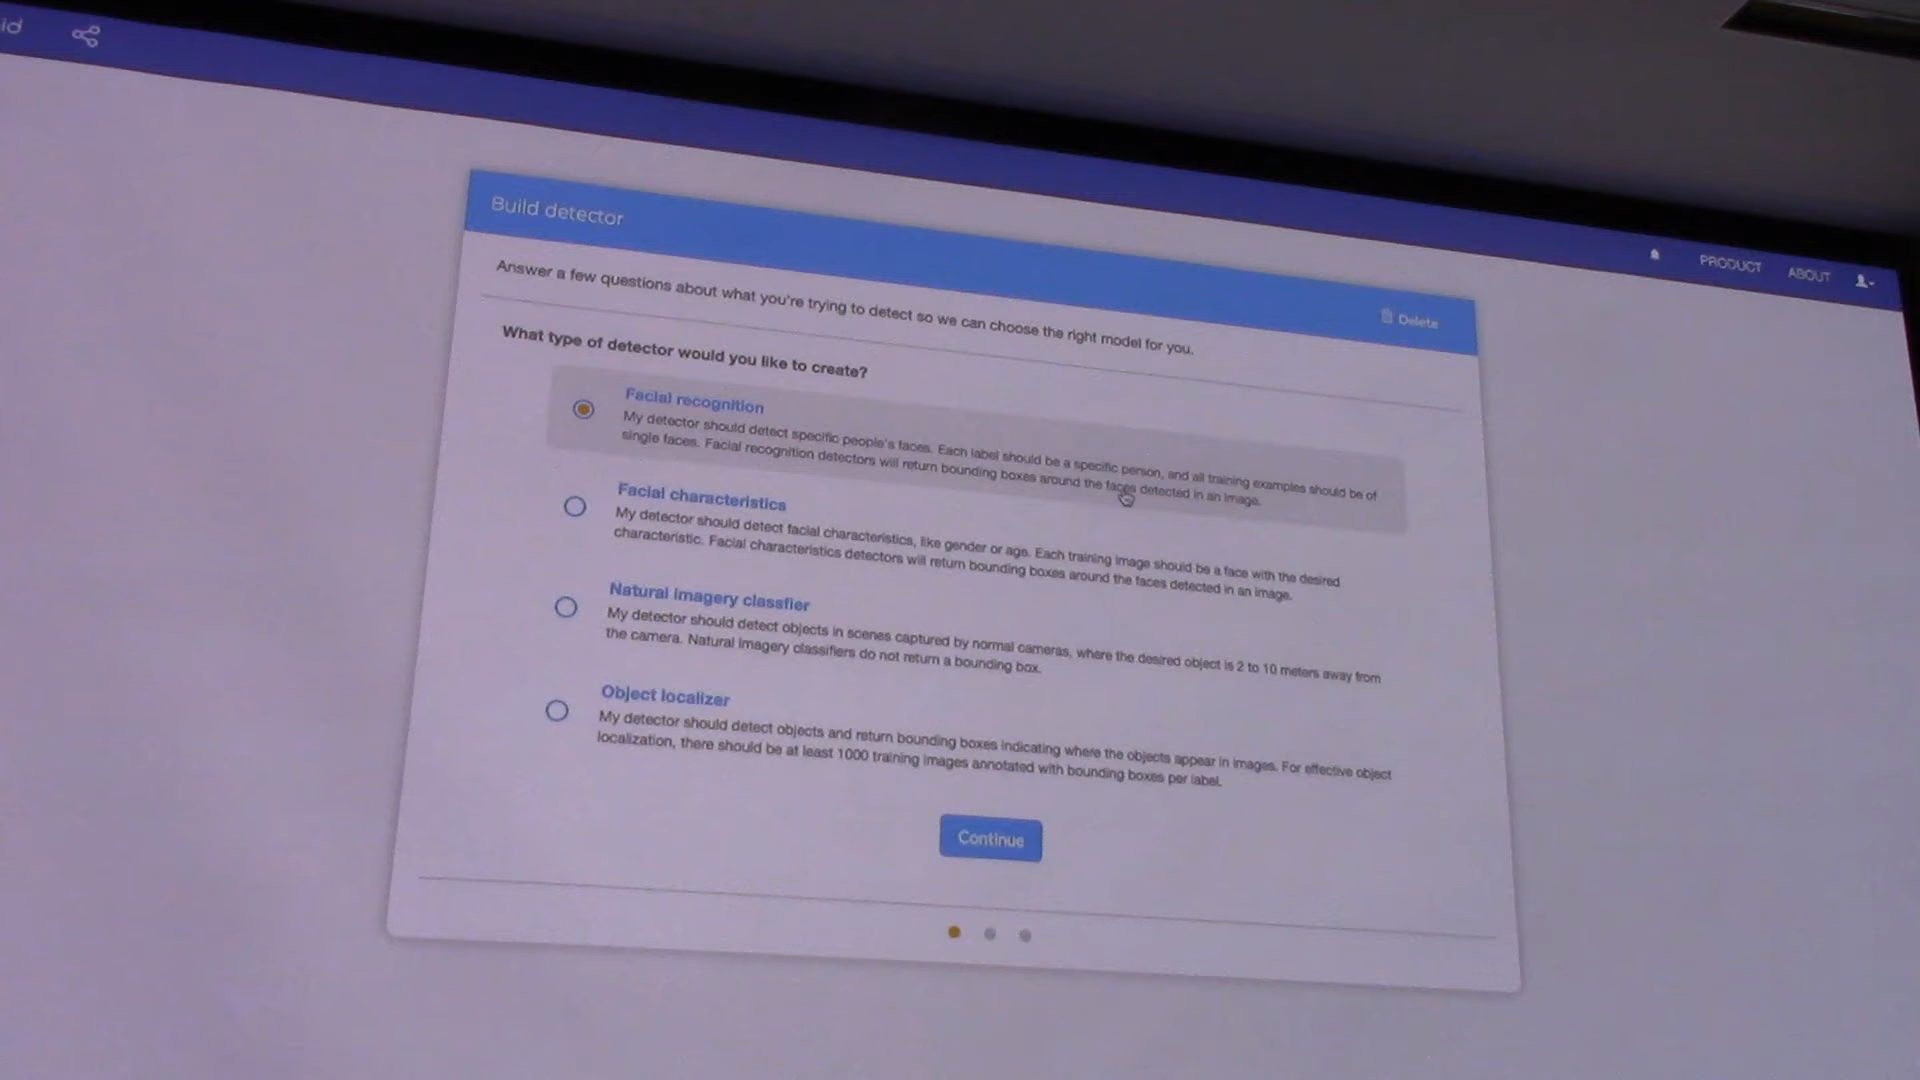 id
PRODUCT ABOUT
Build detector
Delete
Answer a few questions about what you're trying to detect so we can choose the right model for you.
What type of detector would you like to create?
Facial recognition
My detector should detect specific people's faces. Each label should be a specific person, and all training examples should be of
single faces. Facial recognition detectors will return bounding boxes around the faces detected in an image.
Facial characteristics
My detector should detect facial characteristics, like gender or age. Each training image should be a face with the desired
characteristic. Facial characteristics detectors will return bounding boxes around the faces detected in an image.
Natural imagery classfier
My detector should detect objects in scenes captured by normal cameras, where the desired object is 2 to 10 meters away from
the camera. Natural imagery classifiers do not return a bounding box.
Object localizer
My detector should detect objects and return bounding boxes indicating where the objects appear in images. For effective object
localization, there should be at least 1000 training images annotated with bounding boxes per label.
Continue